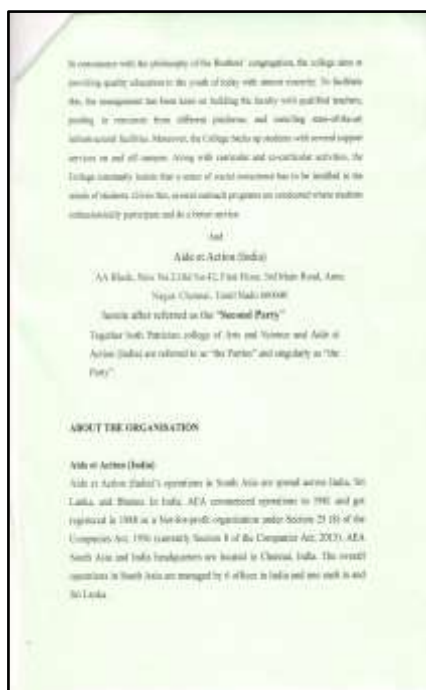 In consonance with the philosophy of the Brothers' congregation, the college aims at
providing quality education to the youth of today with utmost sincerity. To facilitate
this, the management has been keen on building the faculty with qualified teachers,
pooling in resources from different platforms and installing state-of-the-art
infrastructural facilities. Moreover, the College backs up students with several support
services on and off campus. Along with curricular and co-curricular activities, the
College constantly insists that a sense of social orientation has to be instilled in the
minds of students. Given this, several outreach programs are conducted where students
enthusiastically participate and do a better service.
And
Aide et Action (India)
AA Block, New No.2 Old No.42, First Floor, 3rd Main Road, Anna
Nagar, Chennai, Tamil Nadu 600040
herein after referred as the "Second Party"
Together both Patrician college of Arts and Science and Aide et
Action (India) are referred to as "the Parties" and singularly as "the
Party".
ABOUT THE ORGANISATION
Aide et Action (India)
Aide et Action (India)'s operations in South Asia are spread across India, Sri
Lanka, and Bhutan. In India, AEA commenced operations in 1981 and got
registered in 1988 as a Not-for-profit organisation under Section 25 (8) of the
Companies Act, 1956 (currently Section 8 of the Companies Act, 2013). AEA
South Asia and India headquarters are located in Chennai, India. The overall
operations in South Asia are managed by 6 offices in India and one each in and
Sri Lanka.